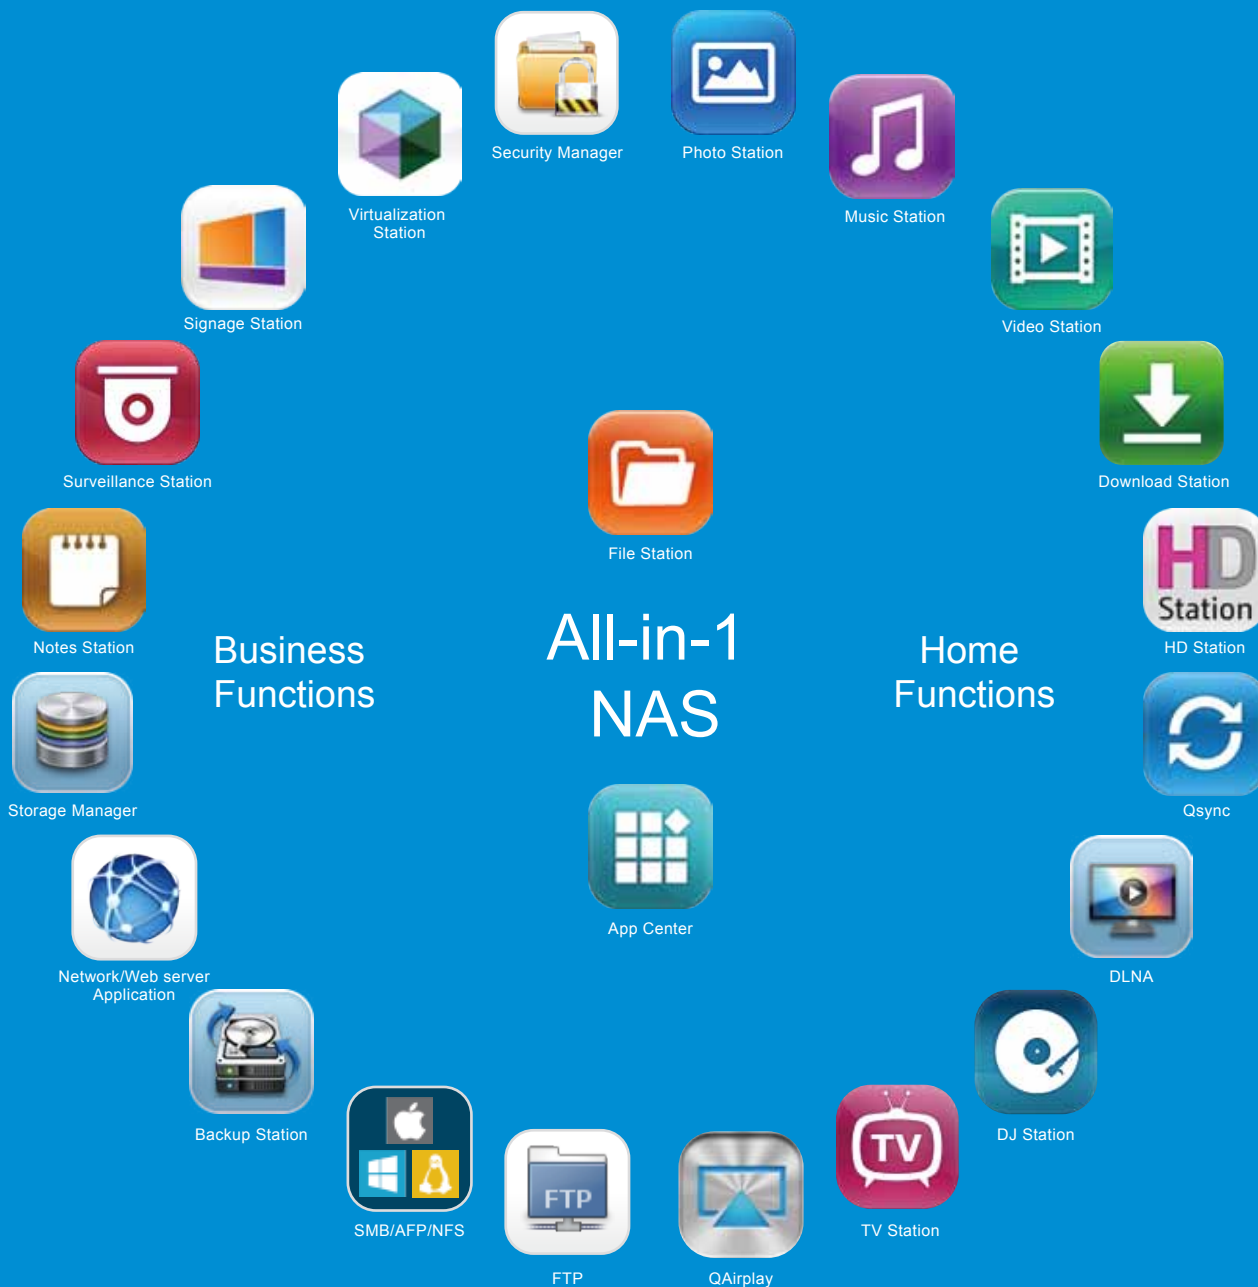 Security Manager
Photo Station
Virtualization
Station
Music Station
Signage Station
Video Station
Surveillance Station
File Station
Download Station
HD
Station
Notes Station
Business
Functions
All-in-1
NAS
Home
Functions
HD Station
Storage Manager
Qsync
App Center
Network/Web server
Application
DLNA
Backup Station
DJ Station
TV
SMB/AFP/NFS
FTP
TV Station
FTP
QAirplay